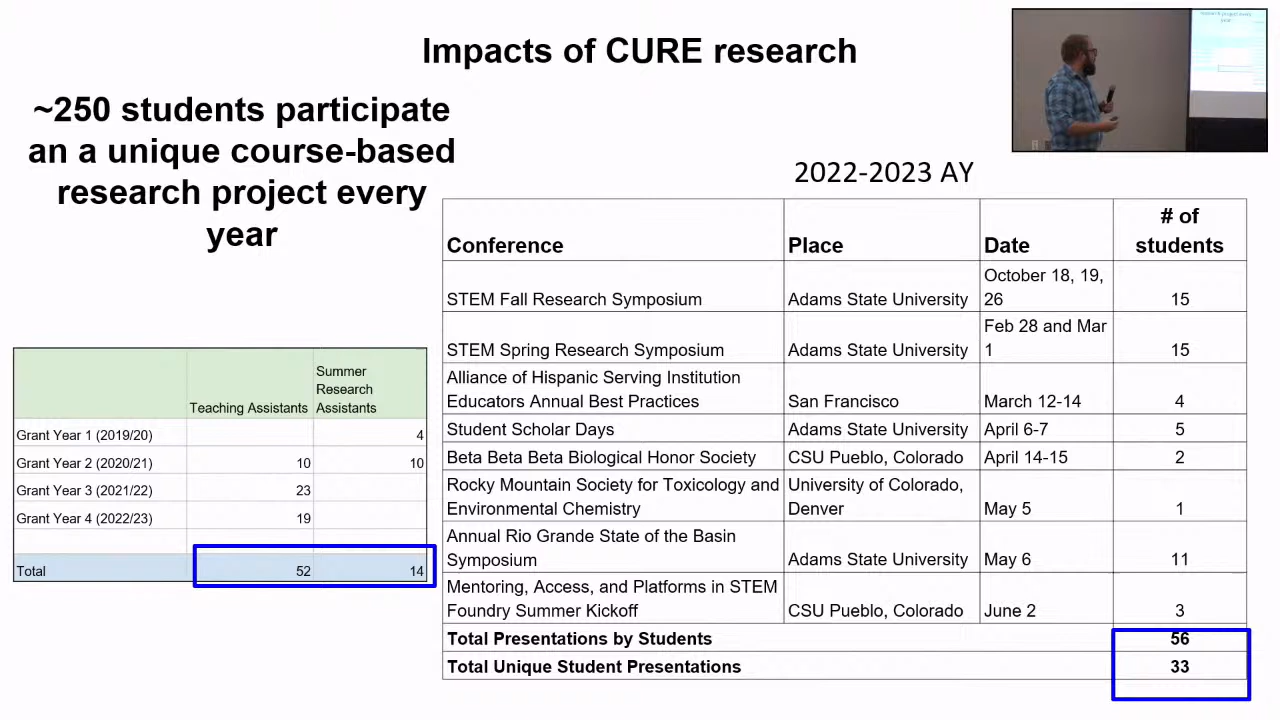 Impacts of CURE research
~250 students participate
an a unique course-based
research project every
year
2022-2023 AY
Conference Place Date # of students
STEM Fall Research Symposium Adams State University October 18, 19, 26 15
STEM Spring Research Symposium Adams State University Feb 28 and Mar 1 15
Alliance of Hispanic Serving Institution Educators Annual Best Practices San Francisco March 12-14 4
Student Scholar Days Adams State University April 6-7 5
Beta Beta Beta Biological Honor Society CSU Pueblo, Colorado April 14-15 2
Rocky Mountain Society for Toxicology and Environmental Chemistry University of Colorado, Denver May 5 1
Annual Rio Grande State of the Basin Symposium Adams State University May 6 11
Mentoring, Access, and Platforms in STEM Foundry Summer Kickoff CSU Pueblo, Colorado June 2 3
Total Presentations by Students 56
Total Unique Student Presentations 33
Teaching Assistants Summer Research Assistants
Grant Year 1 (2019/20) 4
Grant Year 2 (2020/21) 10 10
Grant Year 3 (2021/22) 23
Grant Year 4 (2022/23) 19
Total 52 14
research project every
year